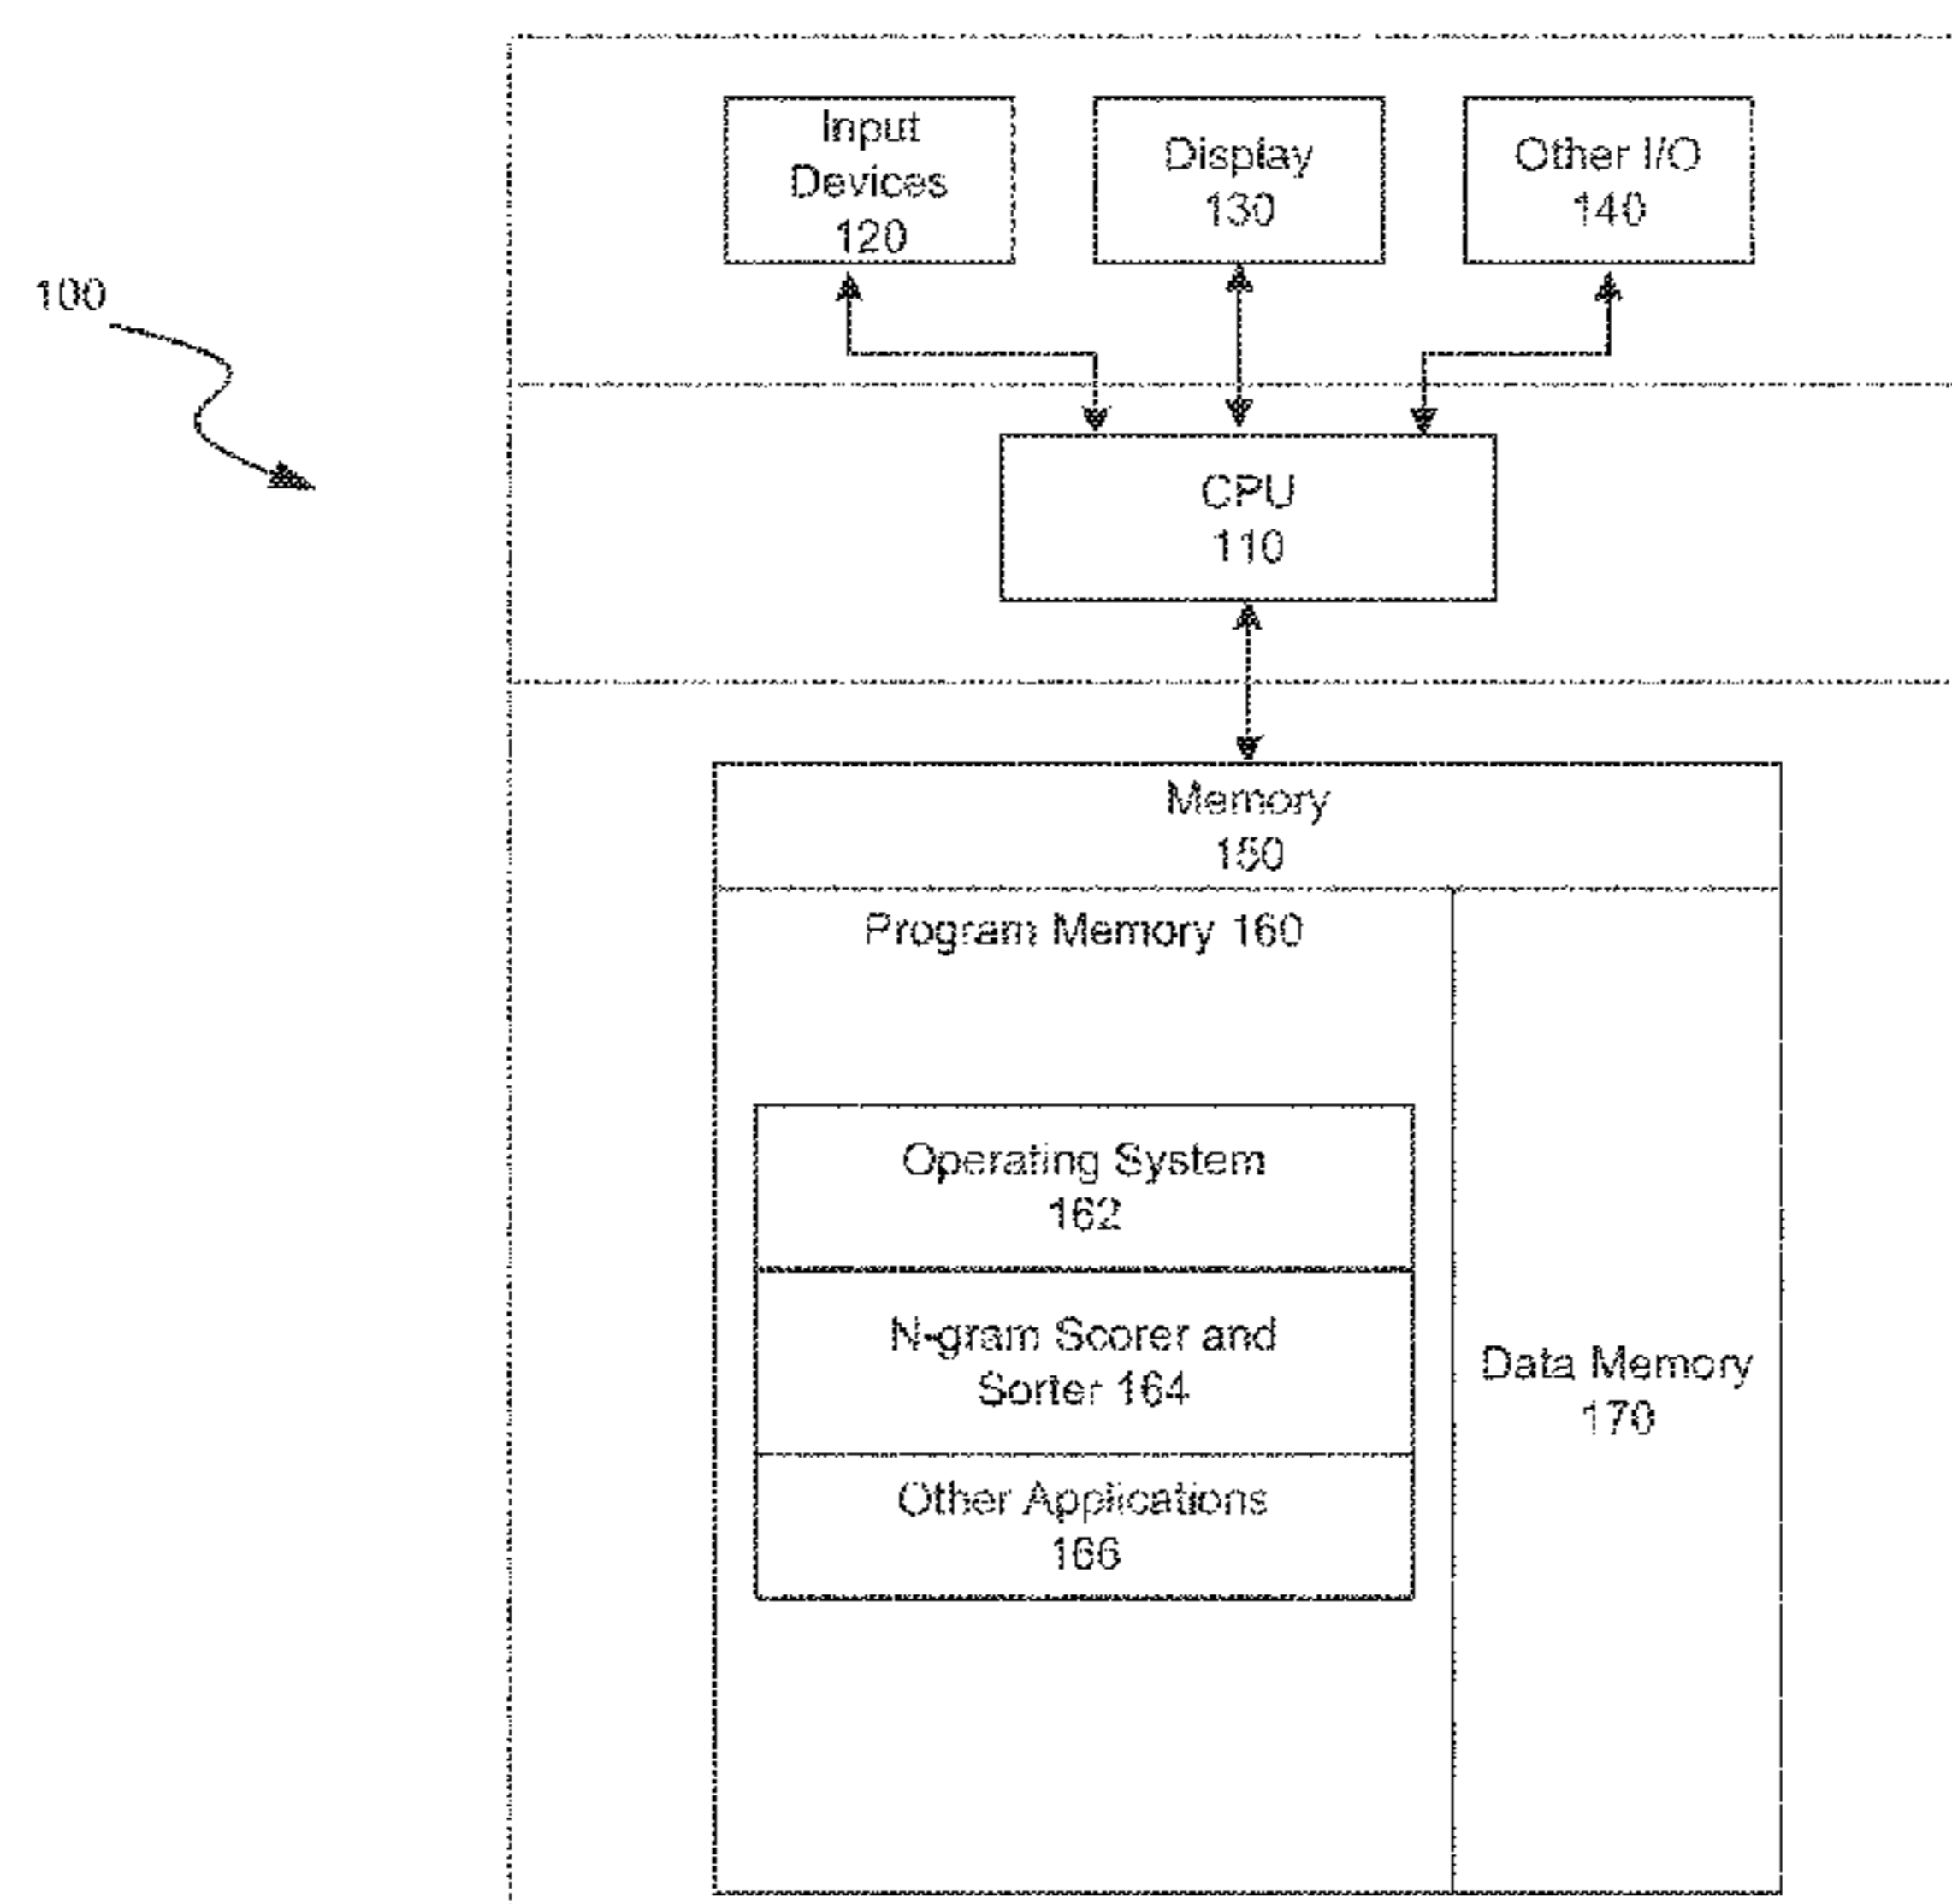 100
Input
Devices
120
Display
130
Other I/O
140
CPU
110
Memory
150
Program Memory 160
Operating System
162
N-gram Scorer and
Sorter 164
Other Applications
166
Data Memory
170